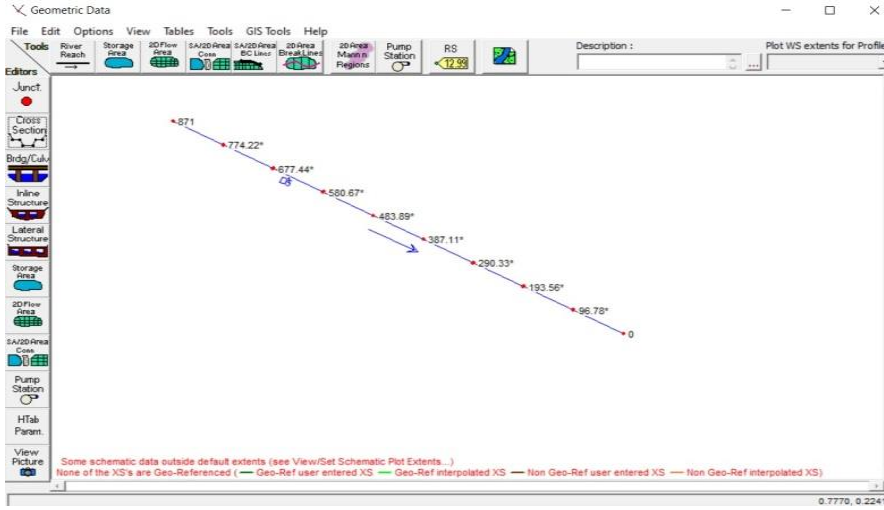 Geometric Data
File Edit Options View Tables Tools GIS Tools Help
Tools
Editors
River Reach
Storage Area
2D Flow Area
SA/2D Area Conn
SA/2D Area BC Lines
2D Area BreakLines
2D Area Mann n Regions
Pump Station
RS
12.99
Description :
...
Plot WS extents for Profile
Junct.
Cross Section
Brdg/Culv
Inline Structure
Lateral Structure
Storage Area
2D Flow Area
SA/2D Area Conn
Pump Station
HTab Param.
View Picture
871
774.22*
677.44*
580.67*
483.89*
387.11*
290.33*
193.56*
96.78*
0
Some schematic data outside default extents (see View/Set Schematic Plot Extents...)
None of the XS's are Geo-Referenced ( Geo-Ref user entered XS Geo-Ref interpolated XS Non Geo-Ref user entered XS Non Geo-Ref interpolated XS)
0.7770, 0.2241